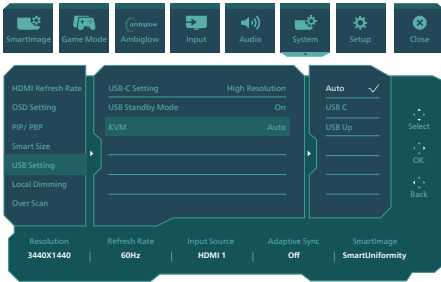 SmartImage
Game Mode
ambiglow
Ambiglow
Input
Audio
System
Setup
Close
HDMI Refresh Rate
OSD Setting
PIP/ PBP
Smart Size
USB Setting
Local Dimming
Over Scan
USB-C Setting High Resolution
USB Standby Mode On
KVM Auto
Auto
USB C
USB Up
Select
OK
Back
Resolution Refresh Rate Input Source Adaptive Sync SmartImage
3440X1440 | 60Hz | HDMI 1 | Off | SmartUniformity